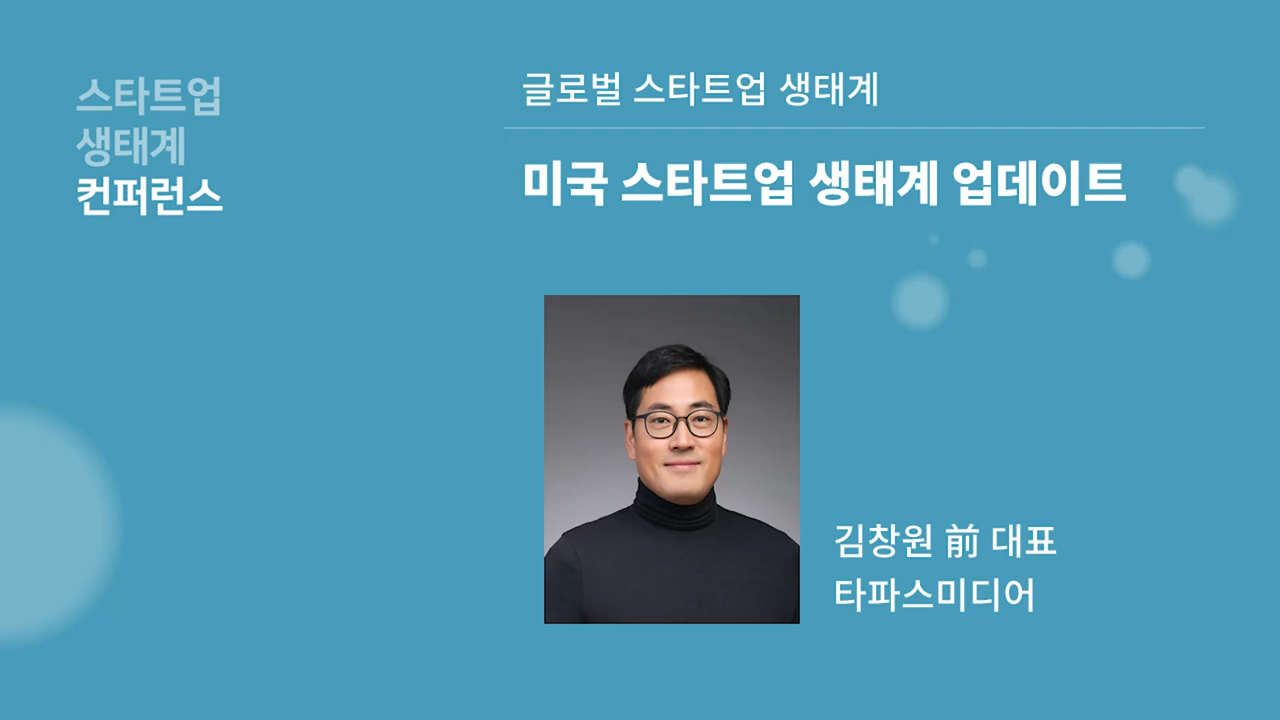 스타트업
생태계
컨퍼런스
글로벌 스타트업 생태계
미국 스타트업 생태계 업데이트
김창원 前 대표
타파스미디어